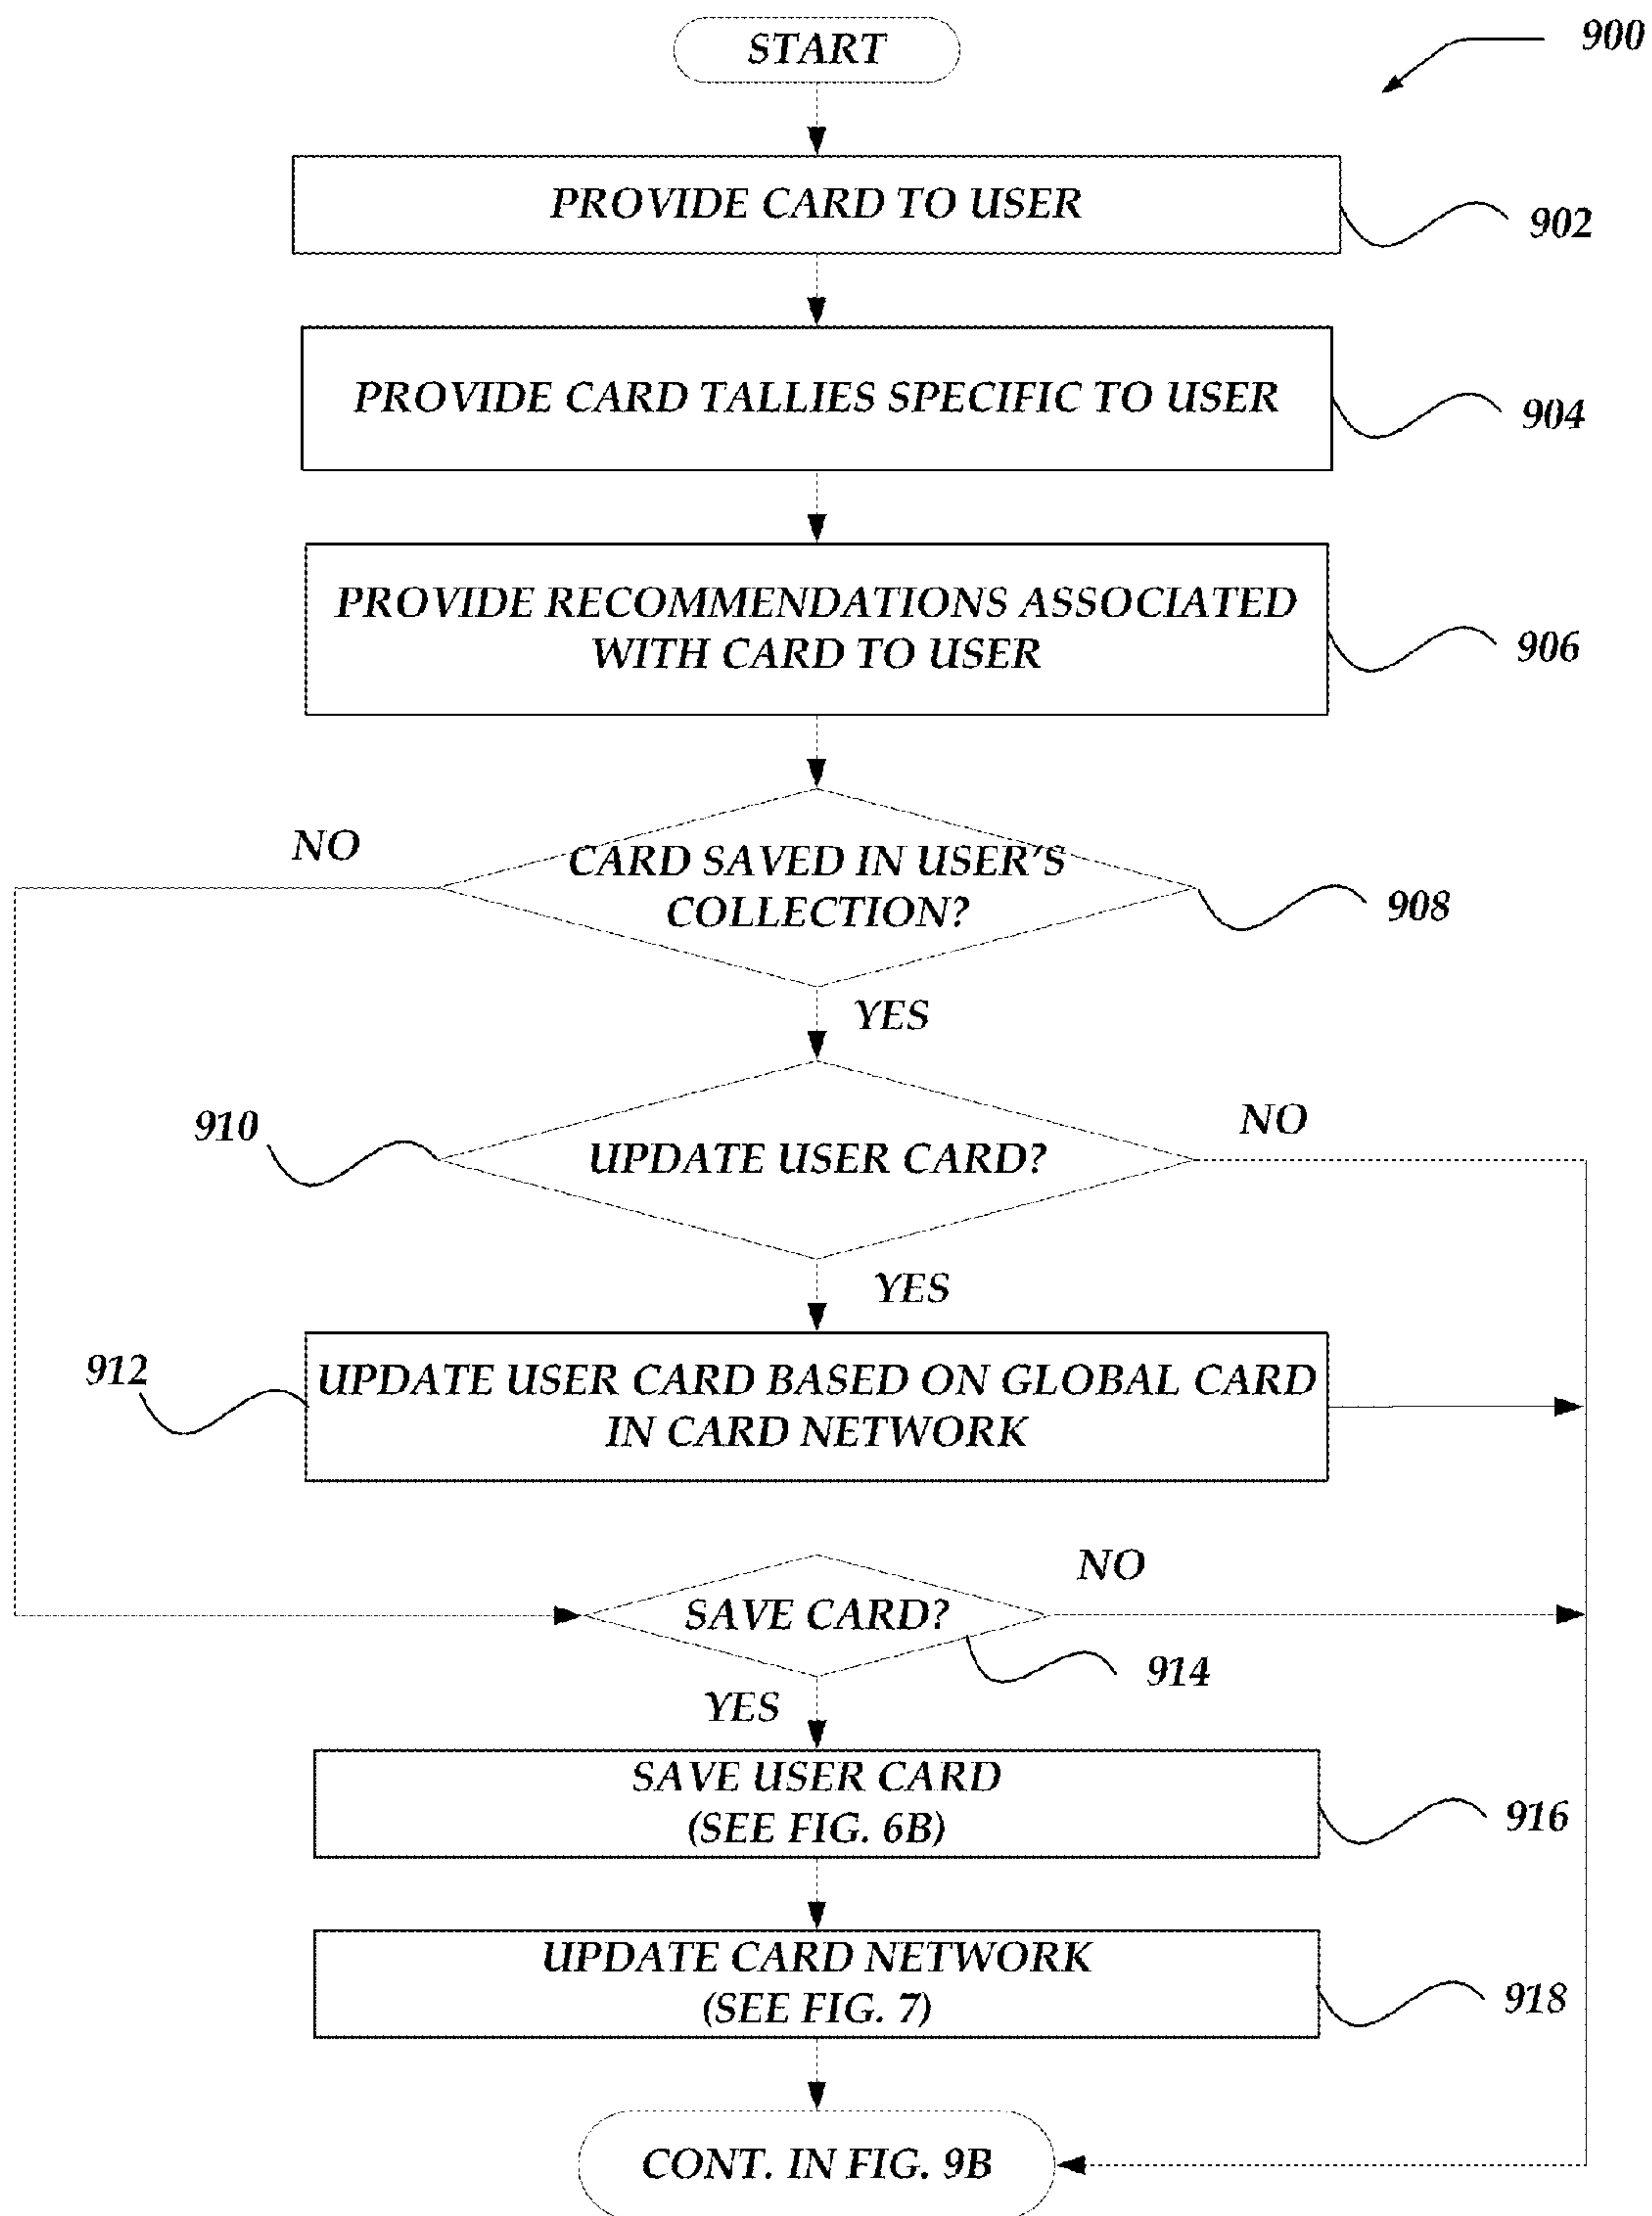 START
900
PROVIDE CARD TO USER
902
PROVIDE CARD TALLIES SPECIFIC TO USER
904
PROVIDE RECOMMENDATIONS ASSOCIATED
WITH CARD TO USER
906
NO
CARD SAVED IN USER'S
COLLECTION?
908
YES
910
UPDATE USER CARD?
NO
YES
912
UPDATE USER CARD BASED ON GLOBAL CARD
IN CARD NETWORK
SAVE CARD?
NO
914
YES
SAVE USER CARD
(SEE FIG. 6B)
916
UPDATE CARD NETWORK
(SEE FIG. 7)
918
CONT. IN FIG. 9B